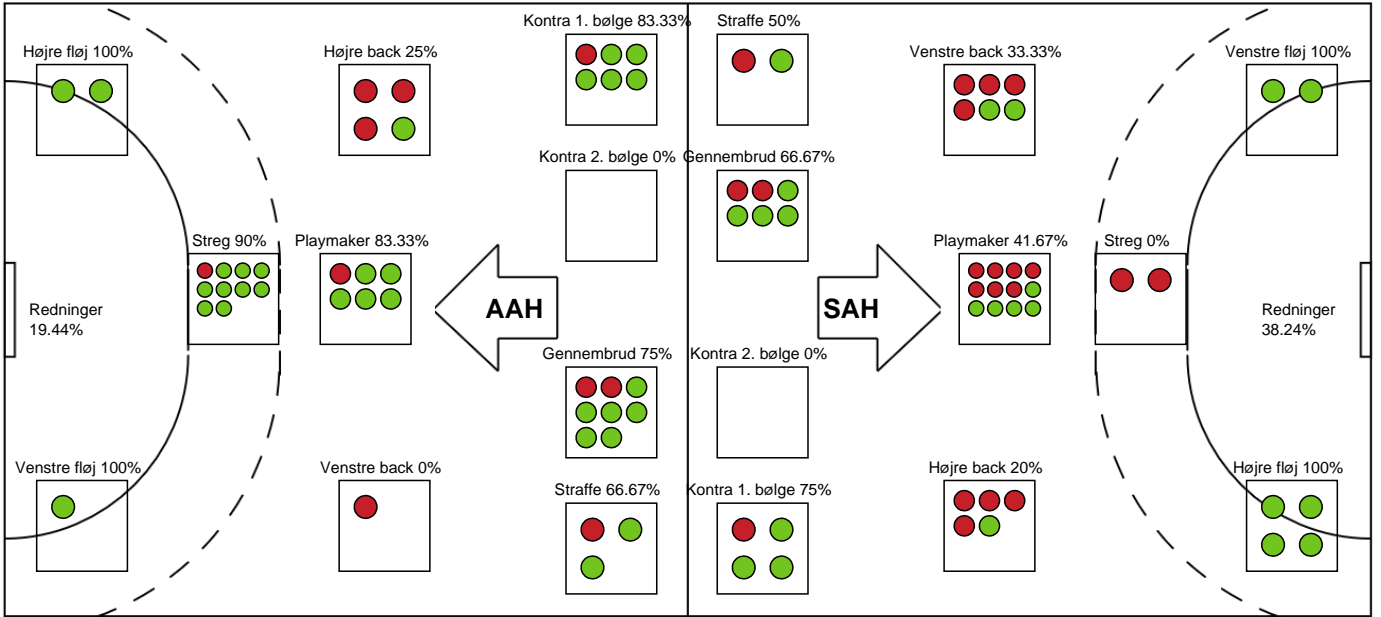 Kontra 1. bølge 83.33%
Straffe 50%
Højre fløj 100%
Højre back 25%
Venstre back 33.33%
Venstre fløj 100%
Kontra 2. bølge 0%
Gennembrud 66.67%
Streg 90%
Playmaker 83.33%
Playmaker 41.67%
Streg 0%
Redninger
19.44%
AAH
SAH
Redninger
38.24%
Gennembrud 75%
Kontra 2. bølge 0%
Venstre fløj 100%
Venstre back 0%
Højre back 20%
Højre fløj 100%
Straffe 66.67%
Kontra 1. bølge 75%